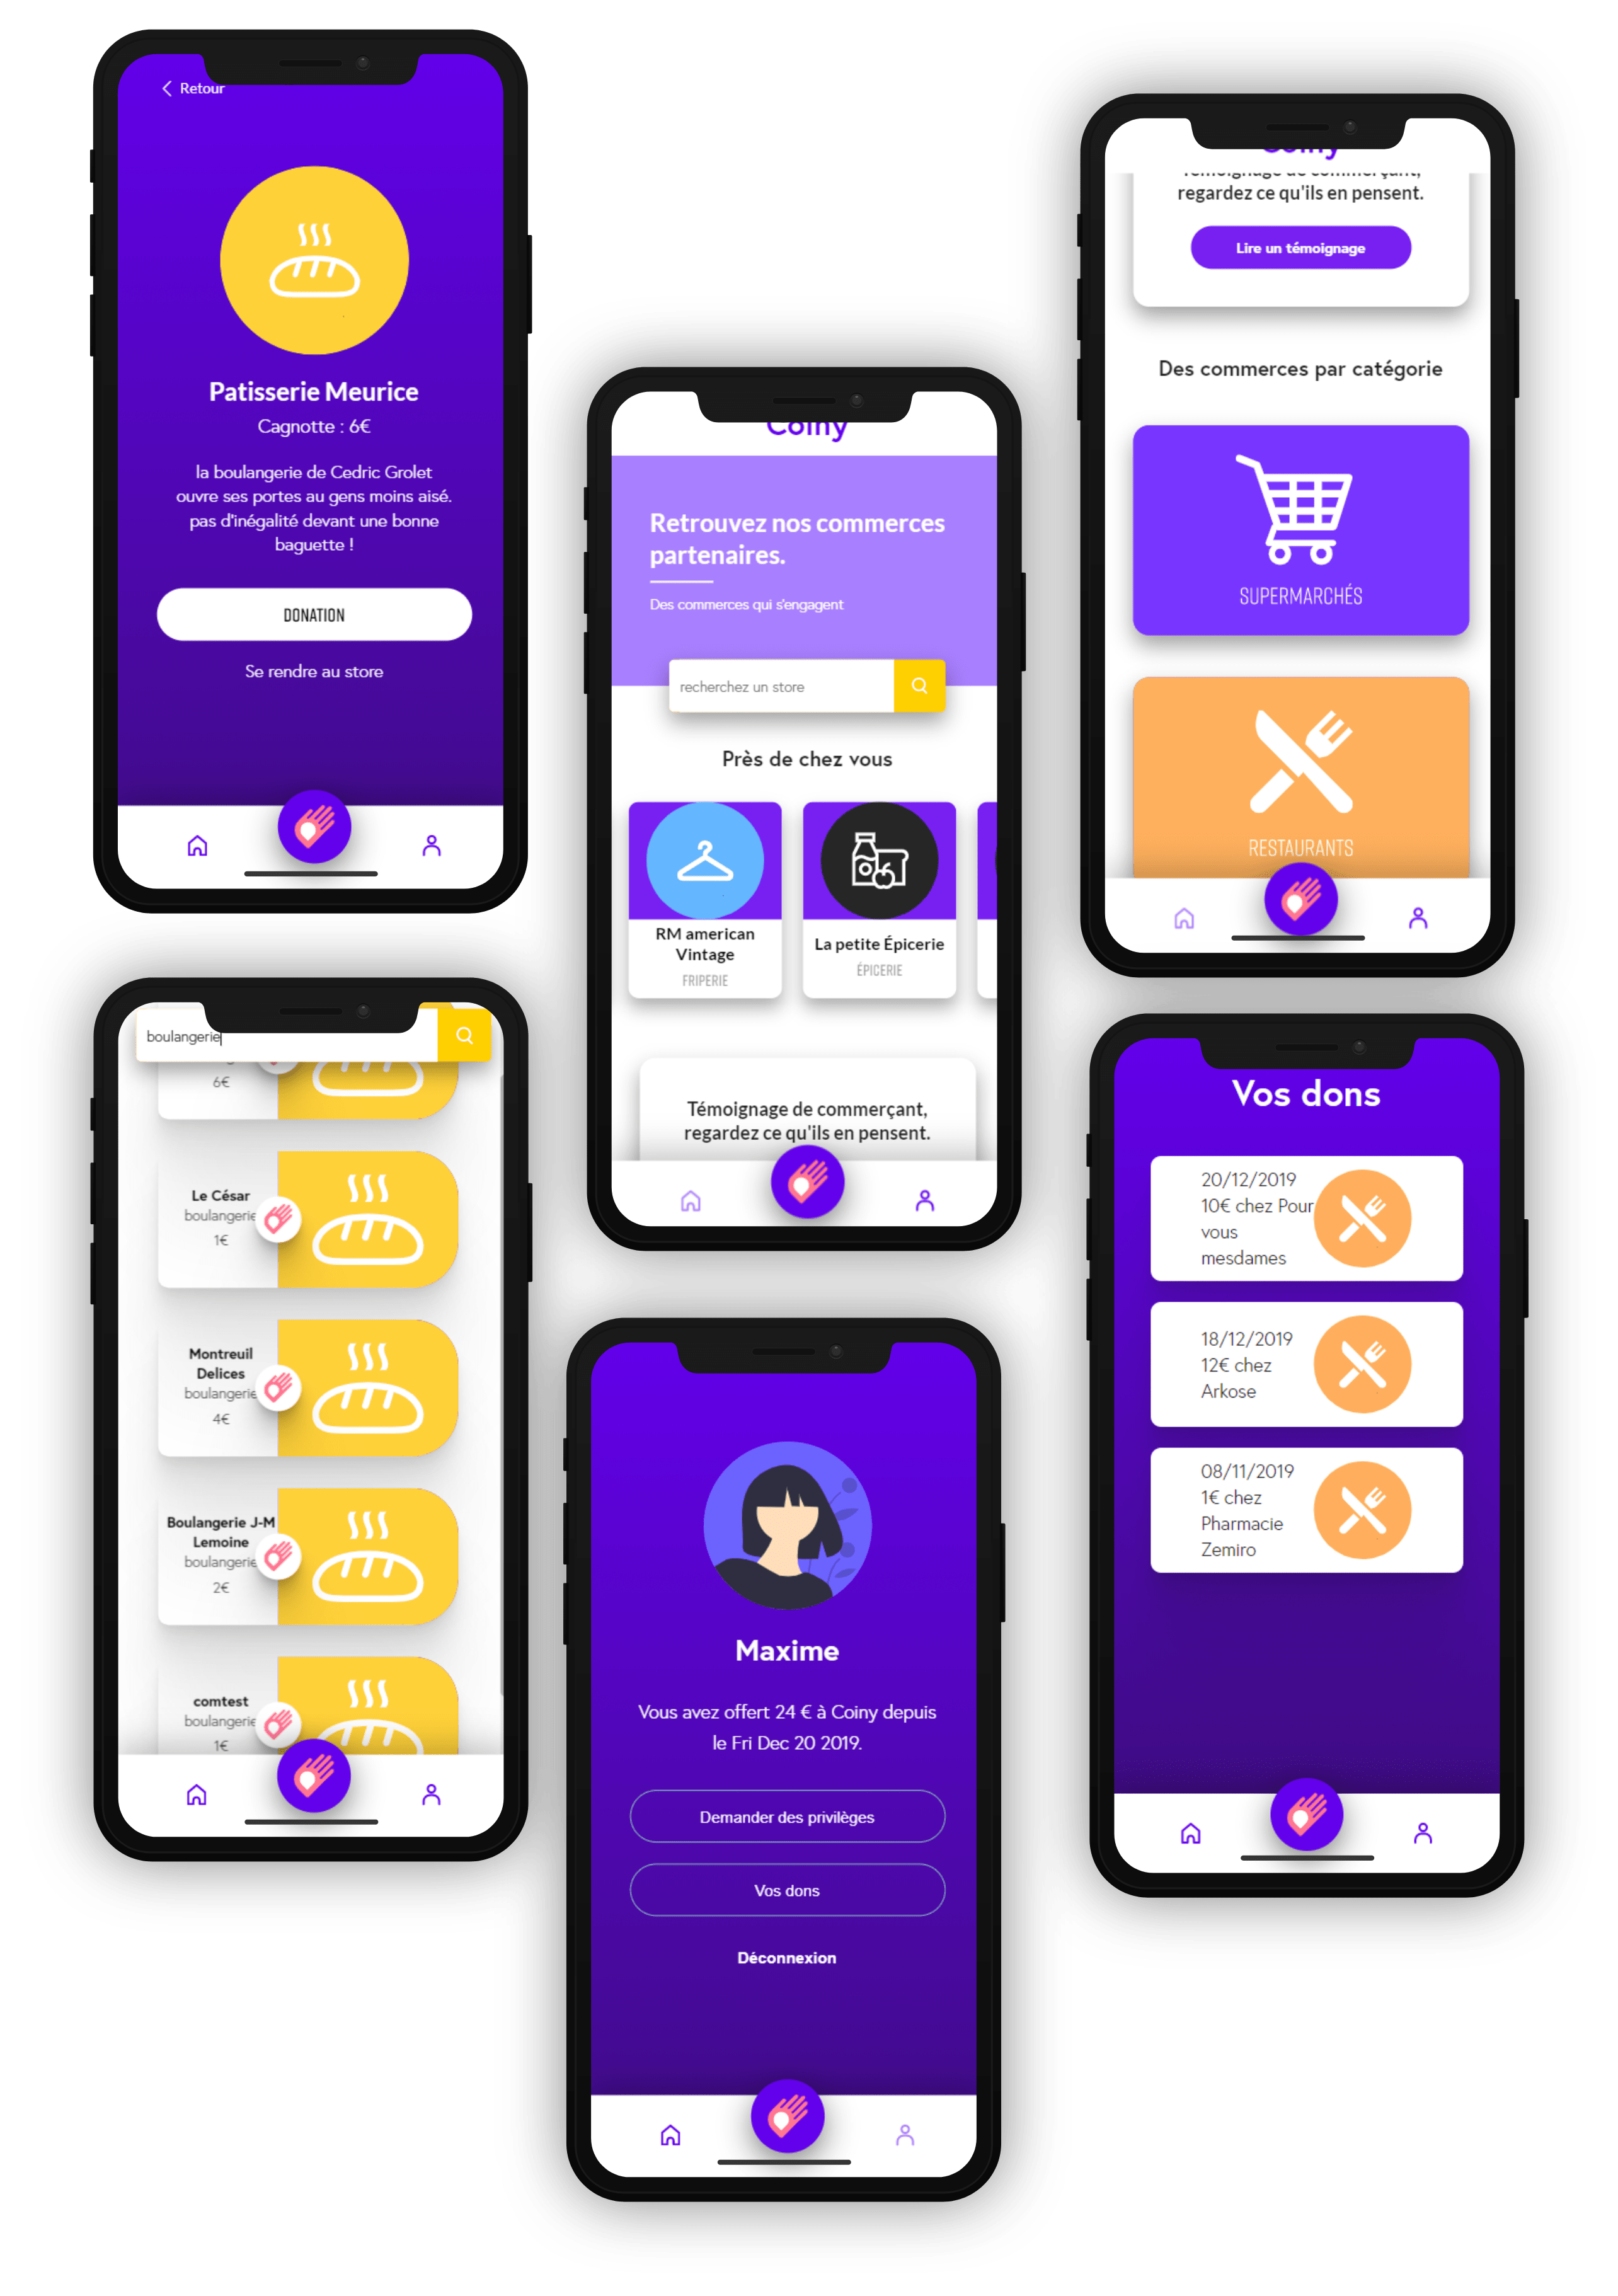 Retour
Patisserie Meurice
Cagnotte : 6€
la boulangerie de Cedric Grolet
ouvre ses portes au gens moins aisé.
pas d'inégalité devant une bonne
baguette !
DONATION
Se rendre au store
Coiny
Retrouvez nos commerces
partenaires.
Des commerces qui s'engagent
recherchez un store
Près de chez vous
RM american
Vintage
FRIPERIE
La petite Épicerie
ÉPICERIE
Témoignage de commerçant,
regardez ce qu'ils en pensent.
Coiny
Témoignage de commerçant,
regardez ce qu'ils en pensent.
Lire un témoignage
Des commerces par catégorie
SUPERMARCHÉS
RESTAURANTS
boulangerie
6€
Le César
boulangerie
1€
Montreuil
Delices
boulangerie
4€
Boulangerie J-M
Lemoine
boulangerie
2€
comtest
boulangerie
1€
Maxime
Vous avez offert 24 € à Coiny depuis
le Fri Dec 20 2019.
Demander des privilèges
Vos dons
Déconnexion
Vos dons
20/12/2019
10€ chez Pour
vous
mesdames
18/12/2019
12€ chez
Arkose
08/11/2019
1€ chez
Pharmacie
Zemiro